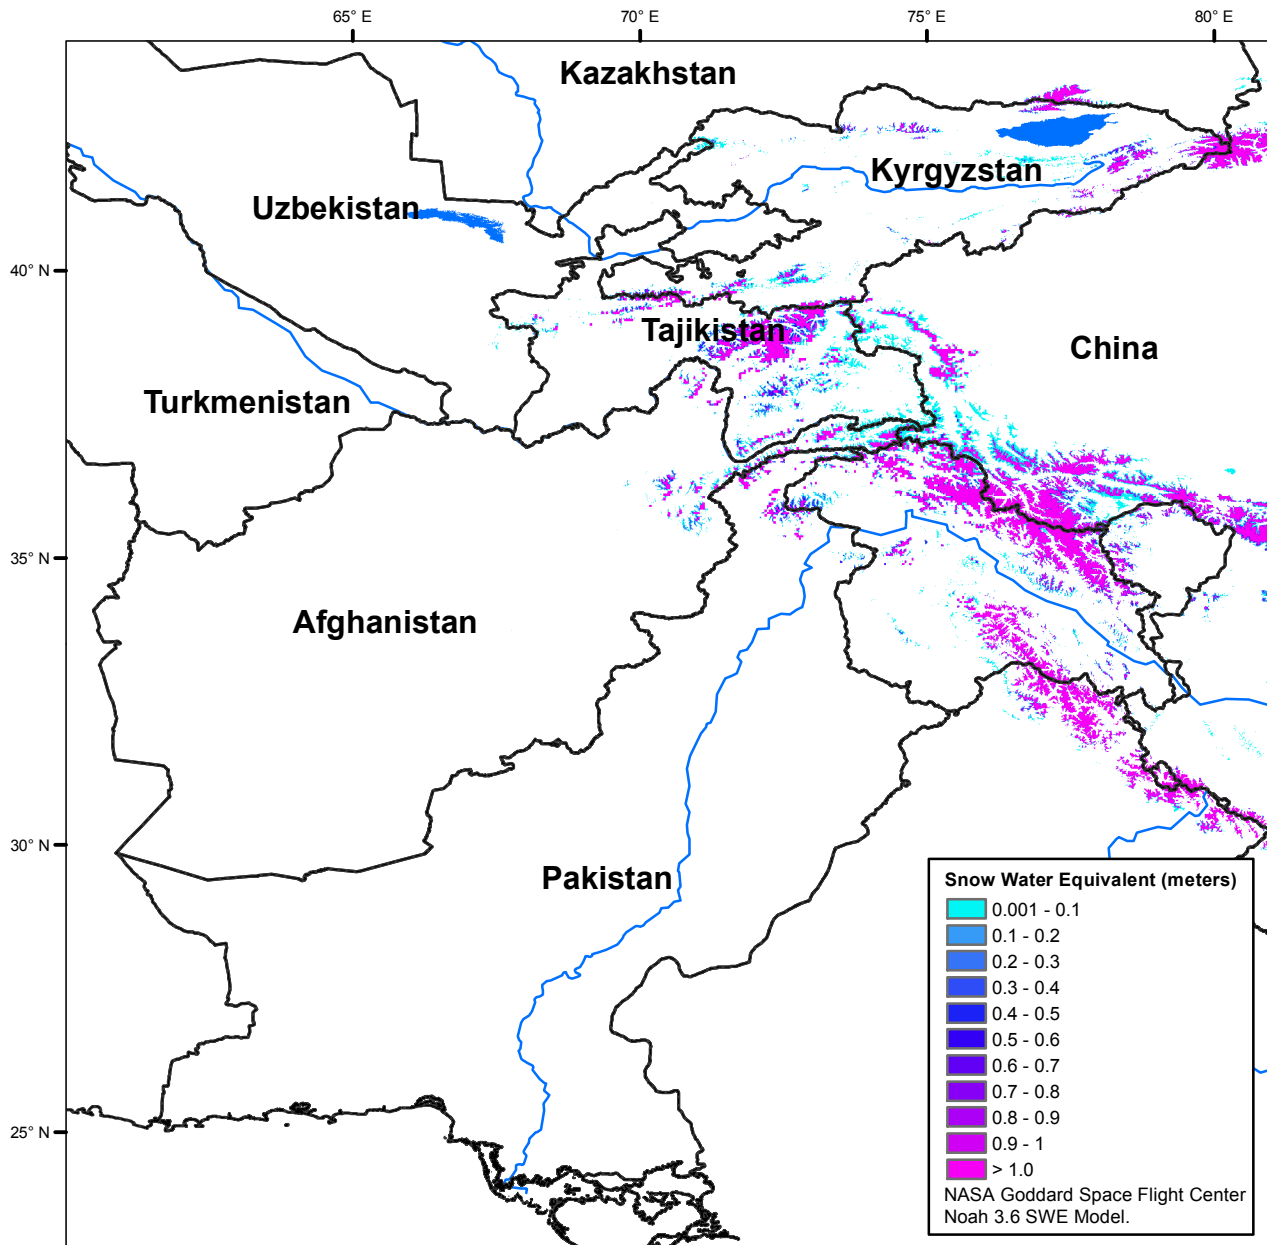 65° E
70° E
75° E
80° E
Kazakhstan
Kyrgyzstan
Uzbekistan
40° N
Tajikistan
China
Turkmenistan
35° N
Afghanistan
30° N
Pakistan
25° N
Snow Water Equivalent (meters)
0.001 - 0.1
0.1 - 0.2
0.2 - 0.3
0.3 - 0.4
0.4 - 0.5
0.5 - 0.6
0.6 - 0.7
0.7 - 0.8
0.8 - 0.9
0.9 - 1
> 1.0
NASA Goddard Space Flight Center
Noah 3.6 SWE Model.